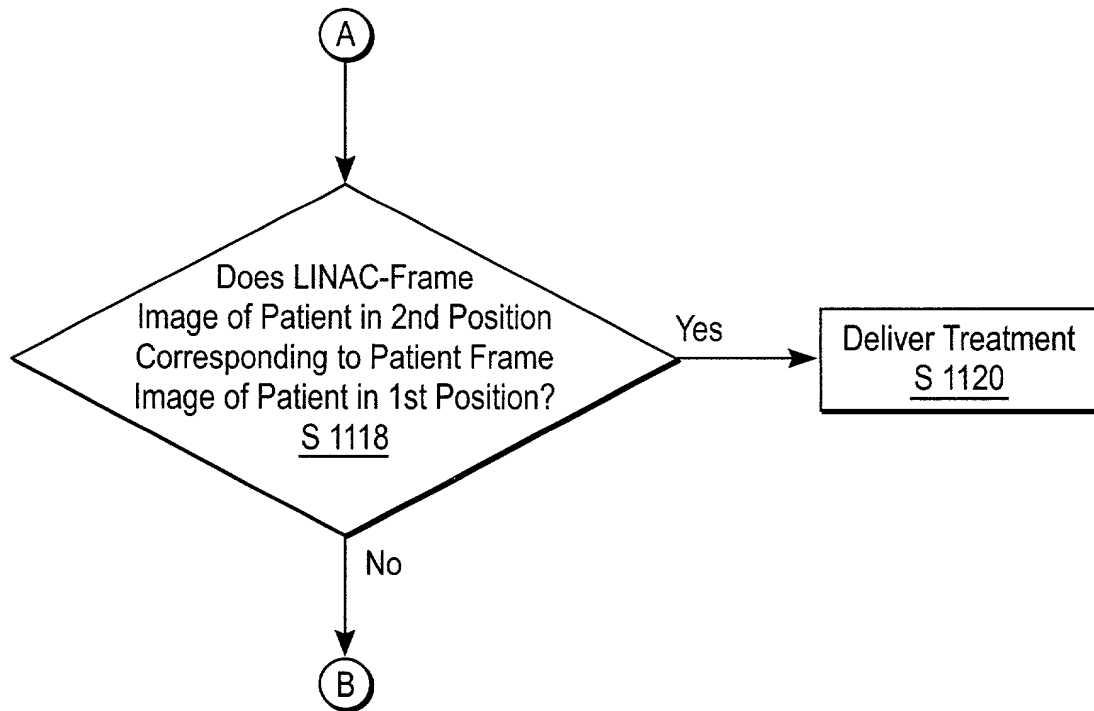 A
Does LINAC-Frame
Image of Patient in 2nd Position
Corresponding to Patient Frame
Image of Patient in 1st Position?
S 1118
Yes
Deliver Treatment
S 1120
No
B